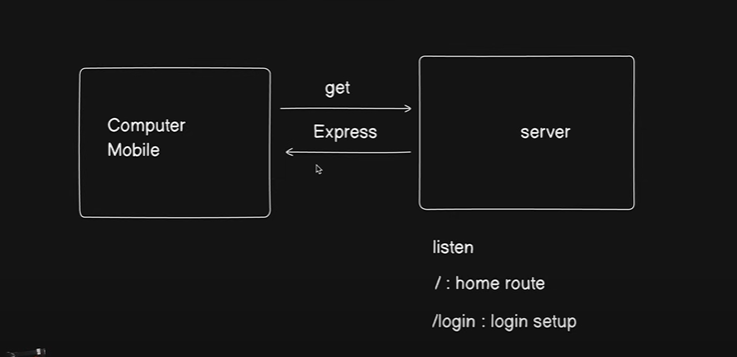 Computer
Mobile
get
Express
server
listen
/ : home route
/login : login setup